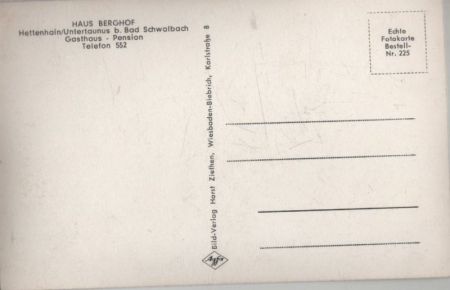 HAUS BERGHOF
Hettenhain/Untertaunus b. Bad Schwalbach
Gasthaus - Pension
Telefon 552
Bild-Verlag Horst Ziethen, Wiesbaden-Biebrich, Karlstraße 8
Agfa
Echte
Fotokarte
Bestell-
Nr. 225